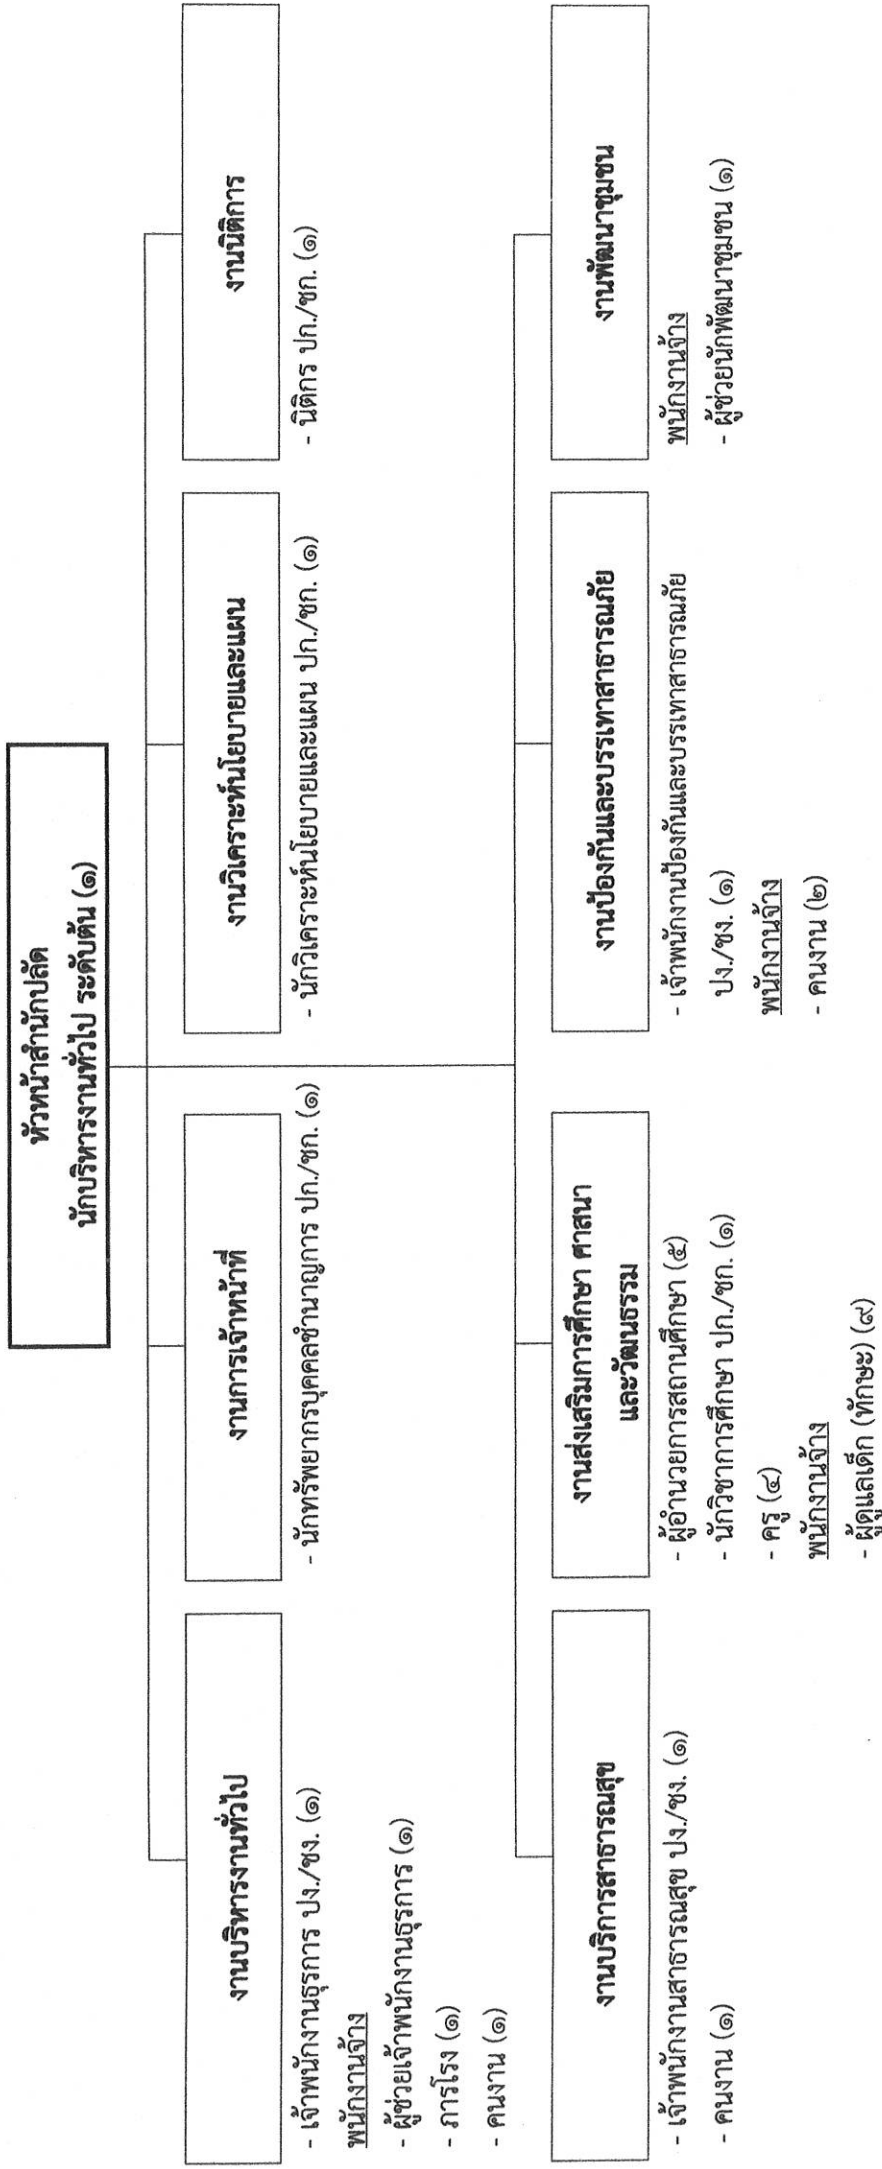 หัวหน้าสำนักปลัด
นักบริหารงานทั่วไป ระดับต้น (๑)
งานบริหารงานทั่วไป
- เจ้าพนักงานธุรการ ปง./ชง. (๑)
พนักงานจ้าง
- ผู้ช่วยเจ้าพนักงานธุรการ (๑)
- ภารโรง (๑)
- คนงาน (๑)
งานการเจ้าหน้าที่
- นักทรัพยากรบุคคลชำนาญการ ปก./ชก. (๑)
งานวิเคราะห์นโยบายและแผน
- นักวิเคราะห์นโยบายและแผน ปก./ชก. (๑)
งานนิติการ
- นิติกร ปก./ชก. (๑)
งานบริการสาธารณสุข
- เจ้าพนักงานสาธารณสุข ปง./ชง. (๑)
- คนงาน (๑)
งานส่งเสริมการศึกษา ศาสนา
และวัฒนธรรม
- ผู้อำนวยการสถานศึกษา (๕)
- นักวิชาการศึกษา ปก./ชก. (๑)
- ครู (๔)
พนักงานจ้าง
- ผู้ดูแลเด็ก (ทักษะ) (๙)
งานป้องกันและบรรเทาสาธารณภัย
- เจ้าพนักงานป้องกันและบรรเทาสาธารณภัย
ปง./ชง. (๑)
พนักงานจ้าง
- คนงาน (๒)
งานพัฒนาชุมชน
พนักงานจ้าง
- ผู้ช่วยนักพัฒนาชุมชน (๑)